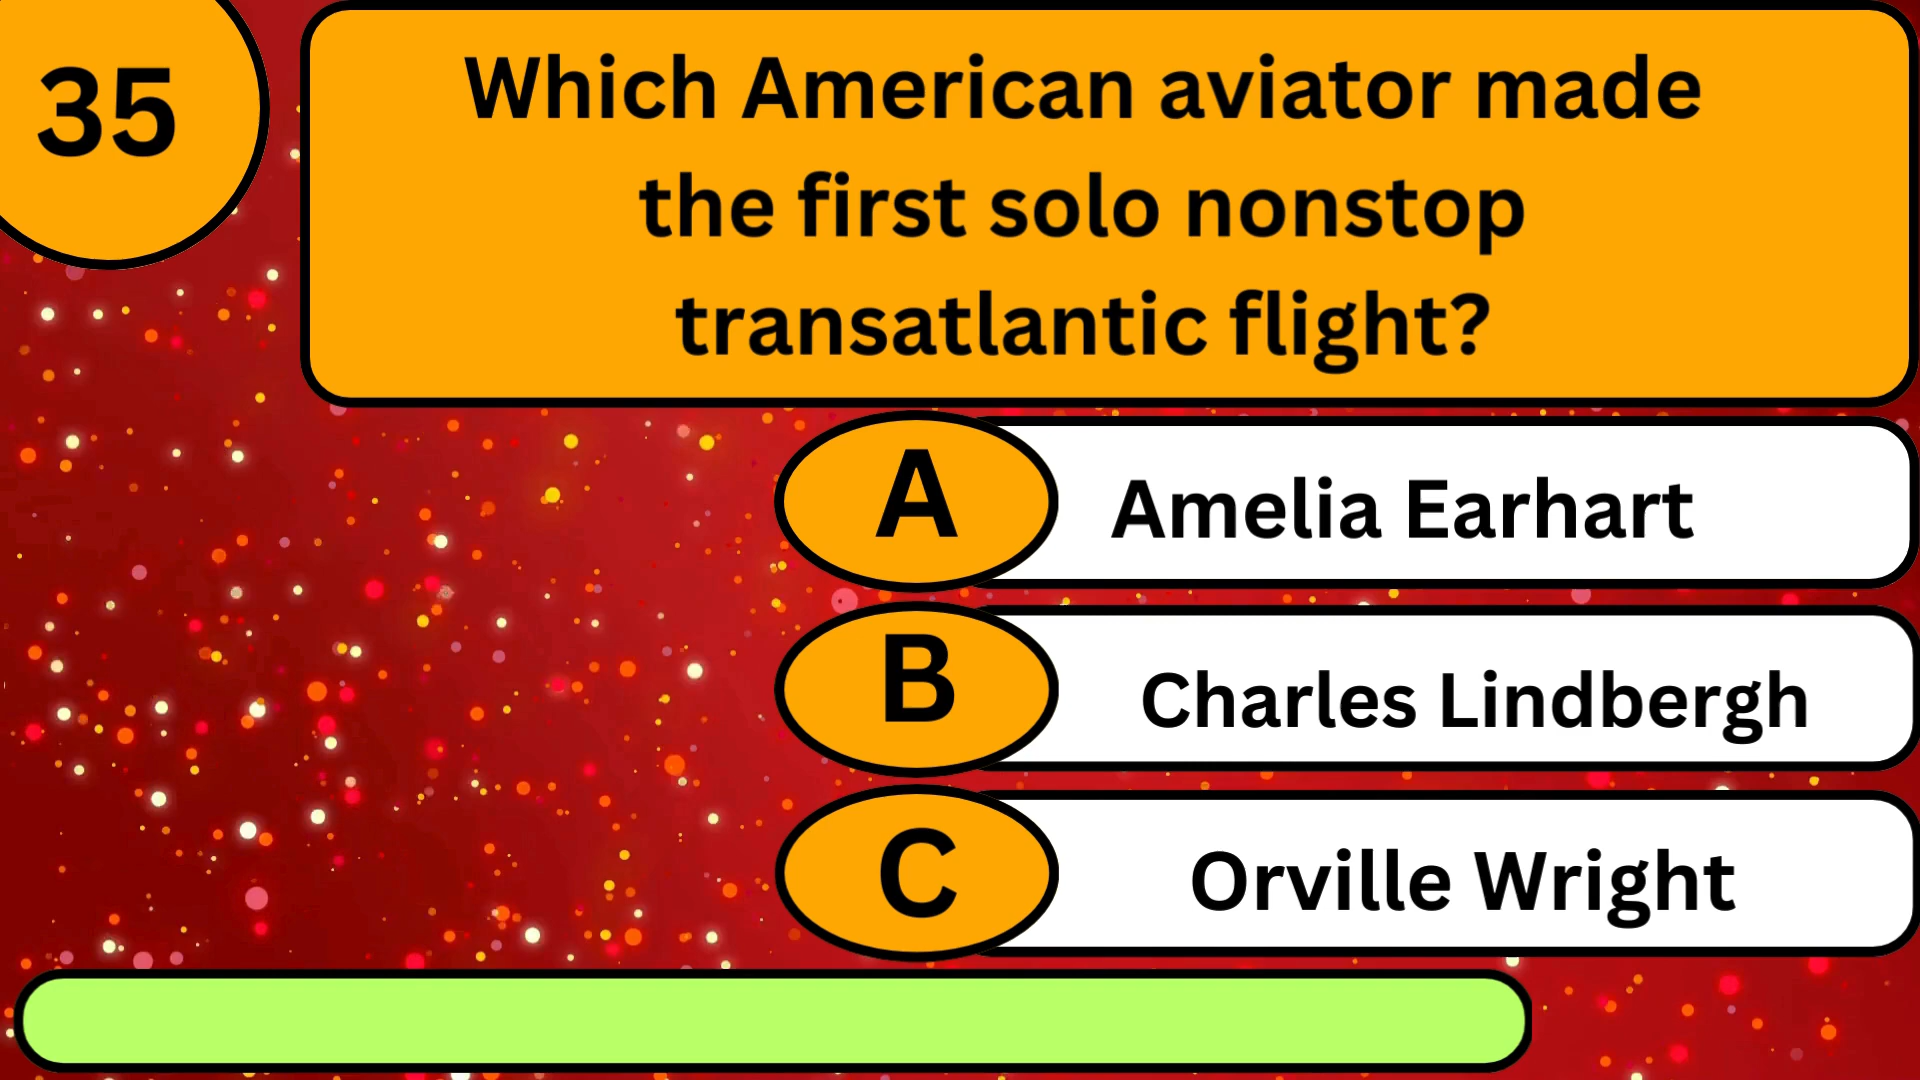 35
Which American aviator made
the first solo nonstop
transatlantic flight?
A
Amelia Earhart
B
Charles Lindbergh
C
Orville Wright